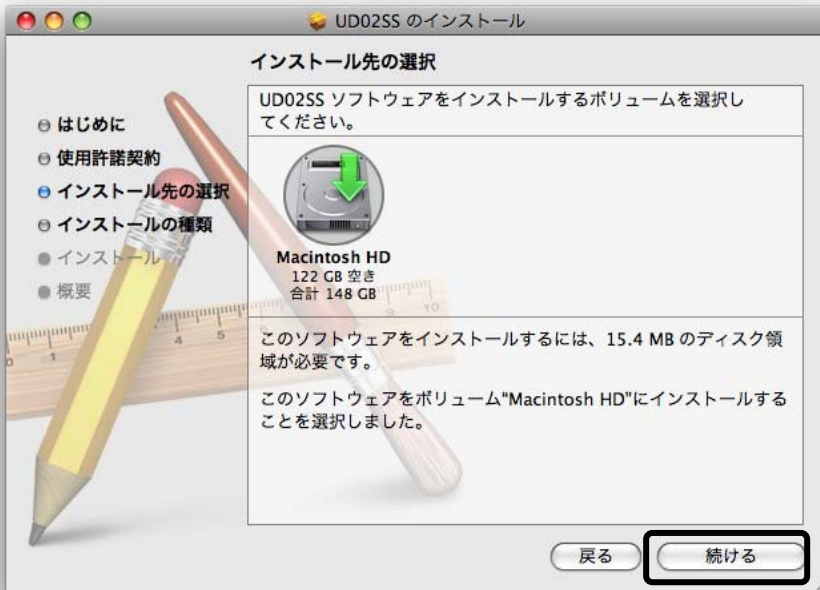 UD02SS のインストール
インストール先の選択
はじめに
使用許諾契約
インストール先の選択
インストールの種類
インストール
概要
UD02SS ソフトウェアをインストールするボリュームを選択し
てください。
Macintosh HD
122 GB 空き
合計 148 GB
このソフトウェアをインストールするには、15.4 MB のディスク領
域が必要です。
このソフトウェアをボリューム“Macintosh HD”にインストールする
ことを選択しました。
0 1 4 5 9 10
戻る
続ける